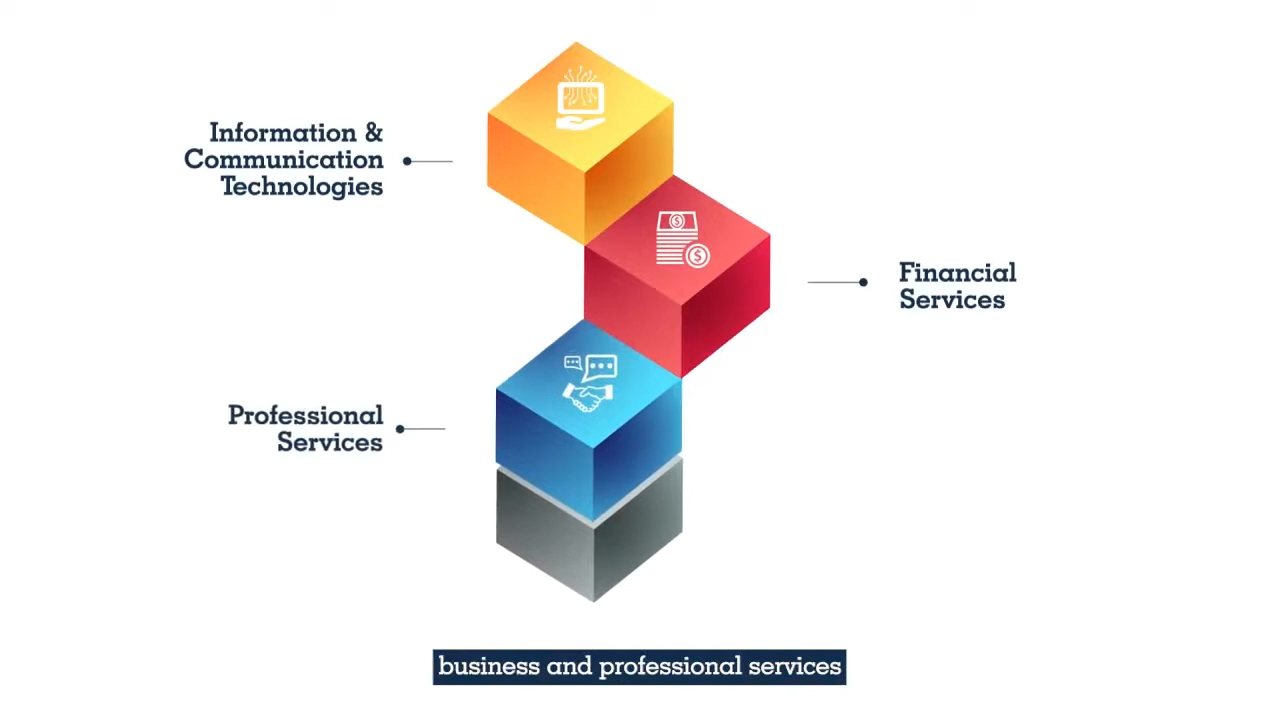 Information &
Communication
Technologies
Financial
Services
Professional
Services
business and professional services